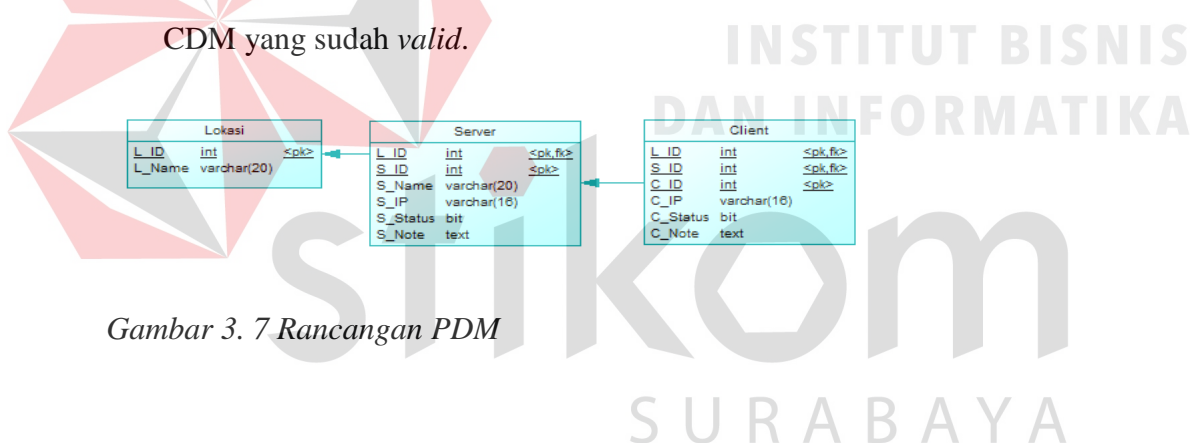 CDM yang sudah valid.
INSTITUT BISNIS
DAN INFORMATIKA
Lokasi
L_ID int <pk>
L_Name varchar(20)
Server
L_ID int <pk,fk>
S_ID int <pk>
S_Name varchar(20)
S_IP varchar(16)
S_Status bit
S_Note text
Client
L_ID int <pk,fk>
S_ID int <pk,fk>
C_ID int <pk>
C_IP varchar(16)
C_Status bit
C_Note text
stikom
Gambar 3. 7 Rancangan PDM
SURABAYA